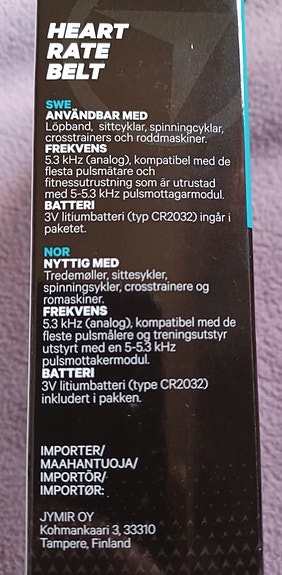 HEART
RATE
BELT
SWE
ANVÄNDBAR MED
Löpband, sittcyklar, spinningcyklar,
crosstrainers och roddmaskiner.
FREKVENS
5.3 kHz (analog), kompatibel med de
flesta pulsmätare och
fitnessutrustning som är utrustad
med 5-5.3 kHz pulsmottagarmodul.
BATTERI
3V litiumbatteri (typ CR2032) ingår i
paketet.
NOR
NYTTIG MED
Tredemøller, sittesykler,
spinningsykler, crosstrainere og
romaskiner.
FREKVENS
5.3 kHz (analog), kompatibel med de
fleste pulsmålere og treningsutstyr
utstyrt med en 5-5.3 kHz
pulsmottakermodul.
BATTERI
3V litiumbatteri (type CR2032)
inkludert i pakken.
IMPORTER/
MAAHANTUOJA/
IMPORTÖR/
IMPORTØR:
JYMIR OY
Kohmankaari 3, 33310
Tampere, Finland